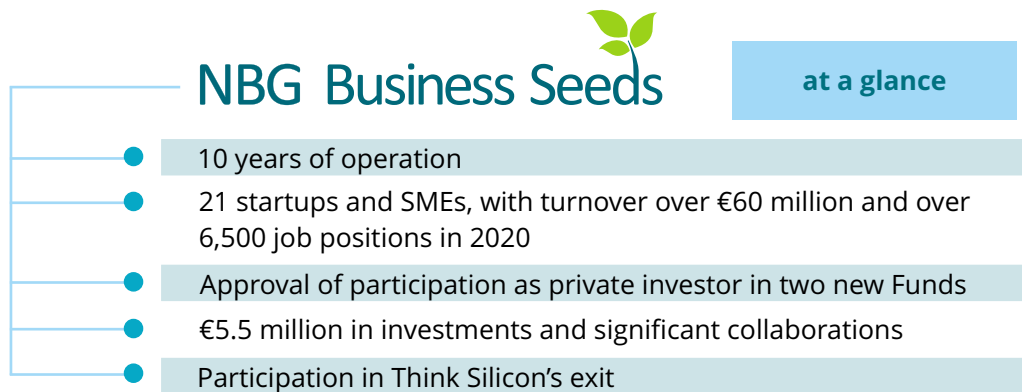 NBG Business Seeds
at a glance
10 years of operation
21 startups and SMEs, with turnover over €60 million and over
6,500 job positions in 2020
Approval of participation as private investor in two new Funds
€5.5 million in investments and significant collaborations
Participation in Think Silicon's exit